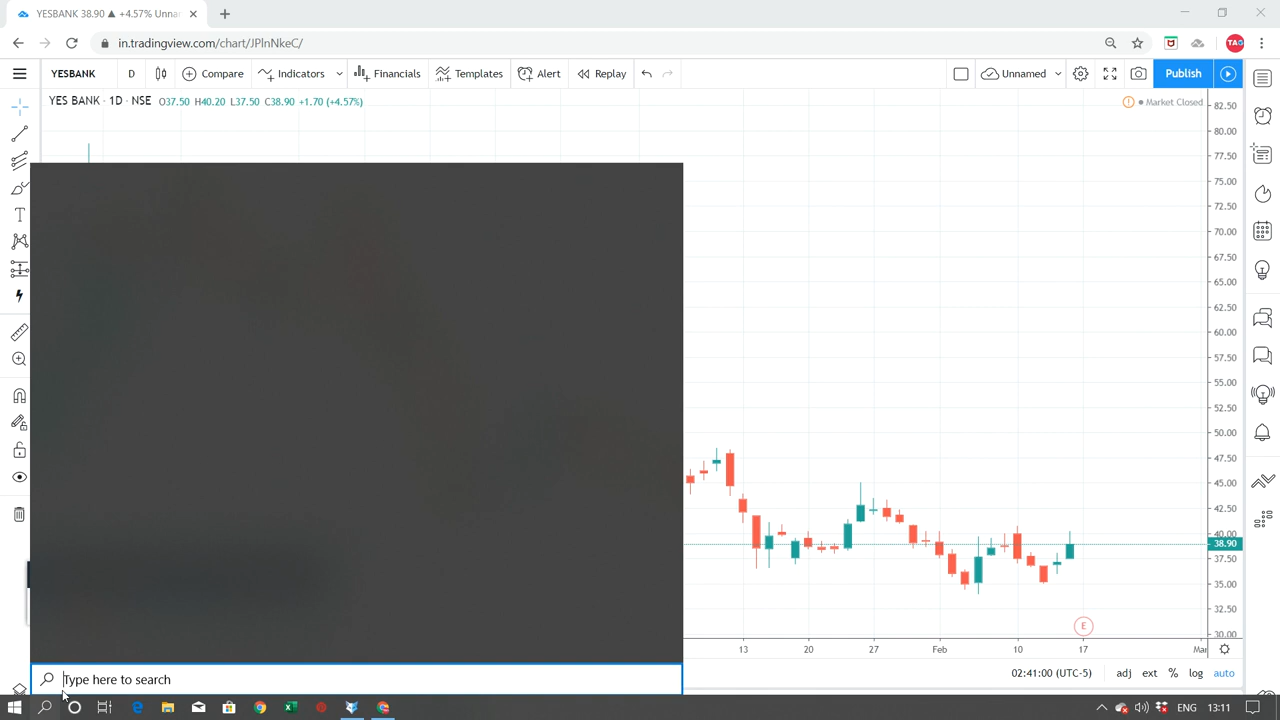 YESBANK 38.90 ▲ +4.57% Unnar
in.tradingview.com/chart/JPlnNkeC/
TAG
YESBANK D Compare Indicators Financials Templates Alert Replay Unnamed Publish
YES BANK · 1D · NSE O37.50 H40.20 L37.50 C38.90 +1.70 (+4.57%)
Market Closed
82.50
80.00
77.50
75.00
72.50
70.00
67.50
65.00
62.50
60.00
57.50
55.00
52.50
50.00
47.50
45.00
42.50
40.00
38.90
37.50
35.00
32.50
30.00
E
13 20 27 Feb 10 17 Mar
02:41:00 (UTC-5) adj ext % log auto
Type here to search
ENG 13:11